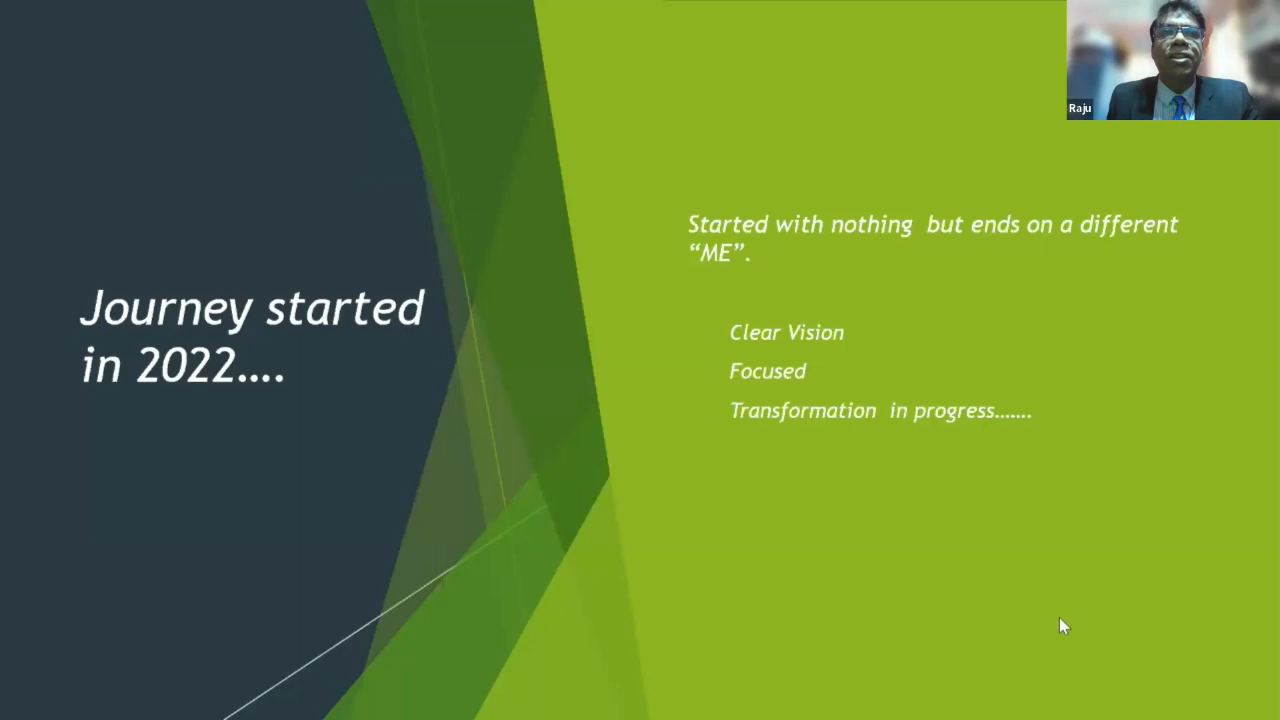 Raju
Started with nothing  but ends on a different
“ME”.
Journey started
in 2022....
Clear Vision
Focused
Transformation  in progress.......